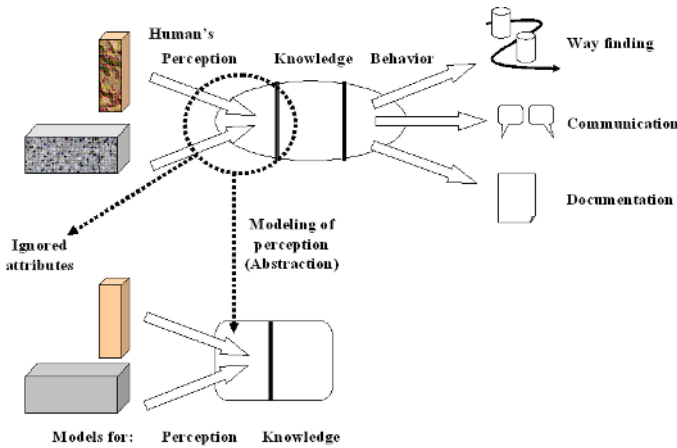 Human's
Perception Knowledge Behavior
Way finding
Communication
Documentation
Ignored
attributes
Modeling of
perception
(Abstraction)
Models for: Perception Knowledge